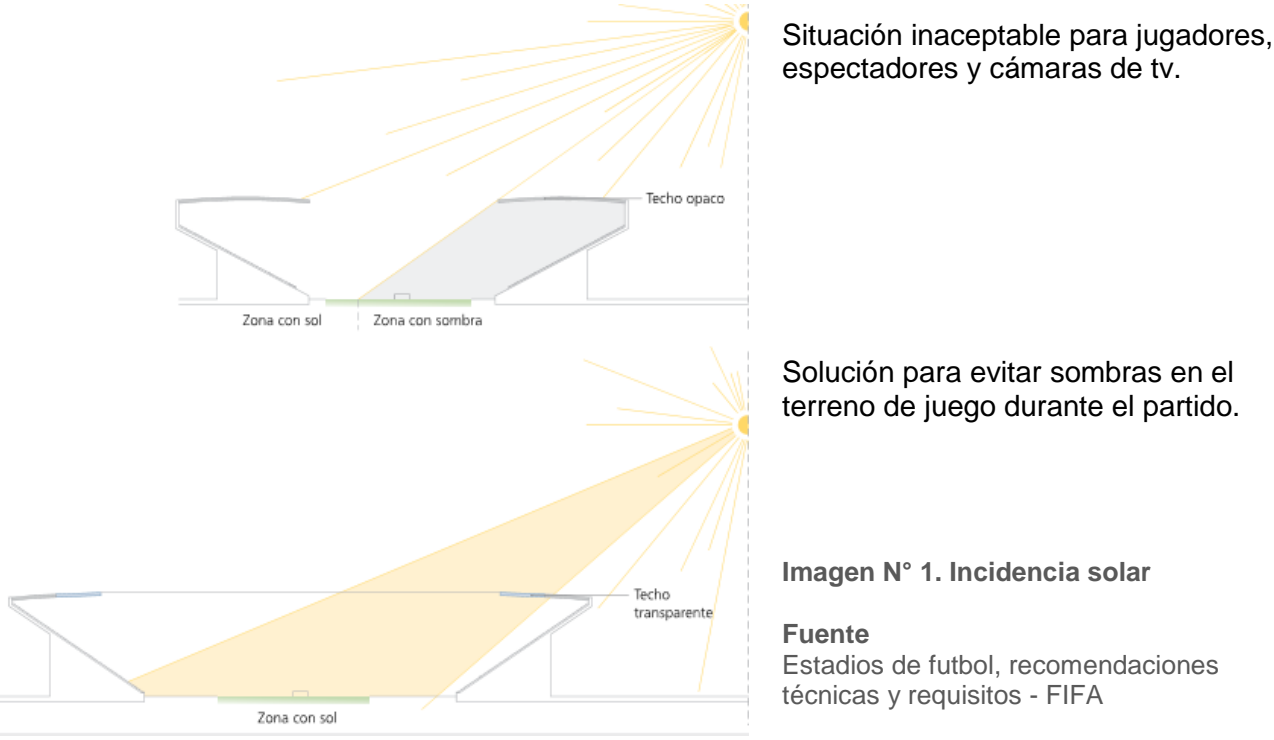 Situación inaceptable para jugadores,
espectadores y cámaras de tv.
Techo opaco
Zona con sol
Zona con sombra
Solución para evitar sombras en el
terreno de juego durante el partido.
Imagen N° 1. Incidencia solar
Techo
transparente
Fuente
Estadios de futbol, recomendaciones
técnicas y requisitos - FIFA
Zona con sol